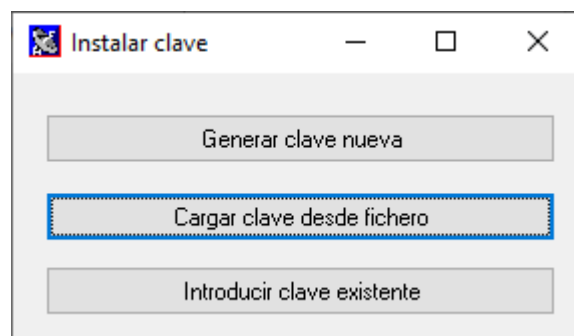 Instalar clave
Generar clave nueva
Cargar clave desde fichero
Introducir clave existente